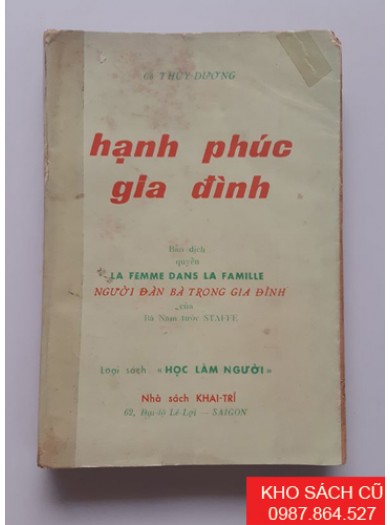 Cô THÙY-DƯƠNG
hạnh phúc
gia đình
Bản dịch
quyển
LA FEMME DANS LA FAMILLE
NGƯỜI ĐÀN BÀ TRONG GIA ĐÌNH
của
Bà Nam tước STAFFE
Loại sách «HỌC LÀM NGƯỜI»
Nhà sách KHAI-TRÍ
62, Đại-lộ Lê-Lợi — SAIGON
KHO SÁCH CŨ
0987.864.527